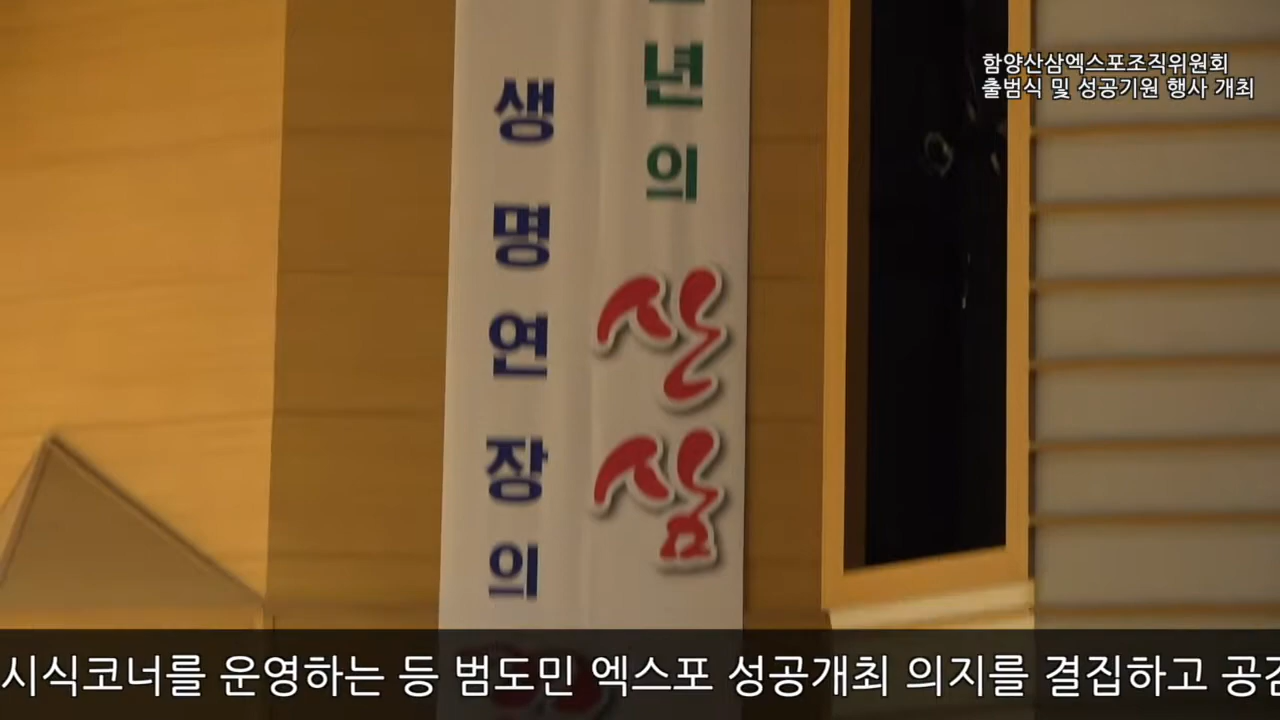 함양산삼엑스포조직위원회
출범식 및 성공기원 행사 개최
년의 산삼
생명연장의
시식코너를 운영하는 등 범도민 엑스포 성공개최 의지를 결집하고